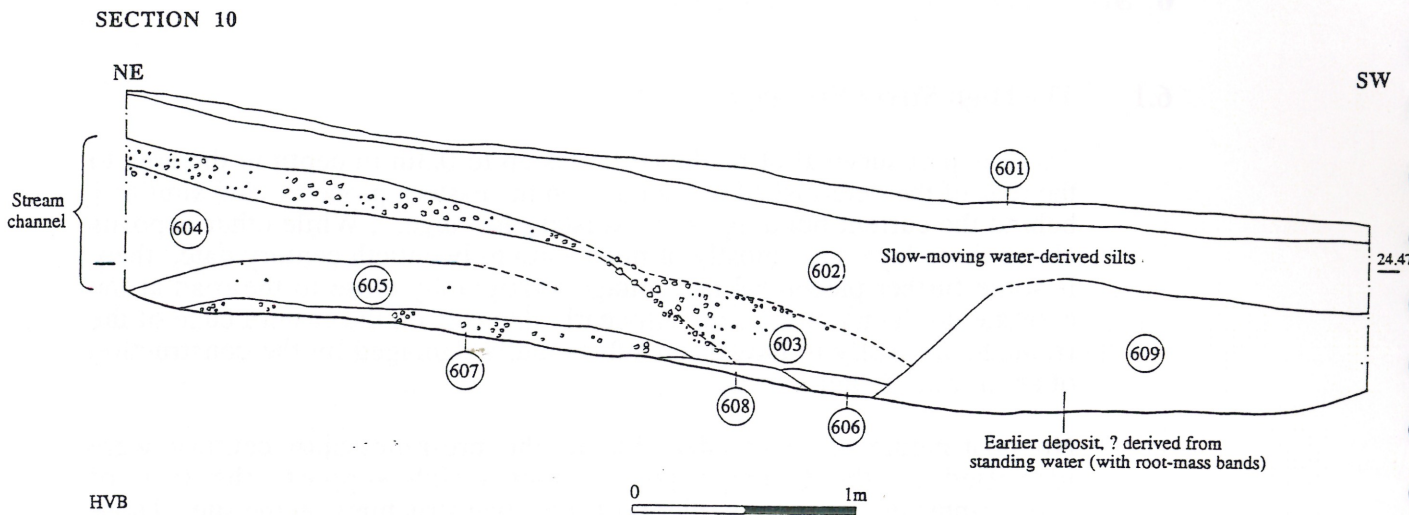 SECTION 10
NE
SW
601
Stream
channel
604
602
Slow-moving water-derived silts
24.47
605
603
609
607
608
606
Earlier deposit, ? derived from
standing water (with root-mass bands)
HVB
0
1m